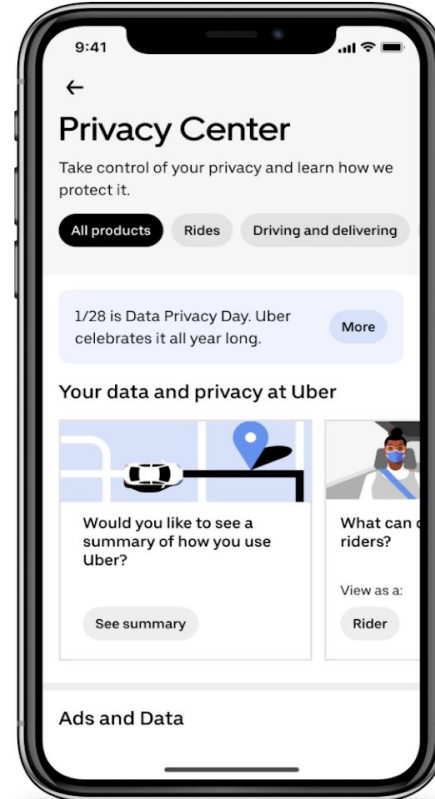 9:41
Privacy Center
Take control of your privacy and learn how we
protect it.
All products Rides Driving and delivering
1/28 is Data Privacy Day. Uber
celebrates it all year long.
More
Your data and privacy at Uber
Would you like to see a
summary of how you use
Uber?
See summary
What can
riders?
View as a:
Rider
Ads and Data